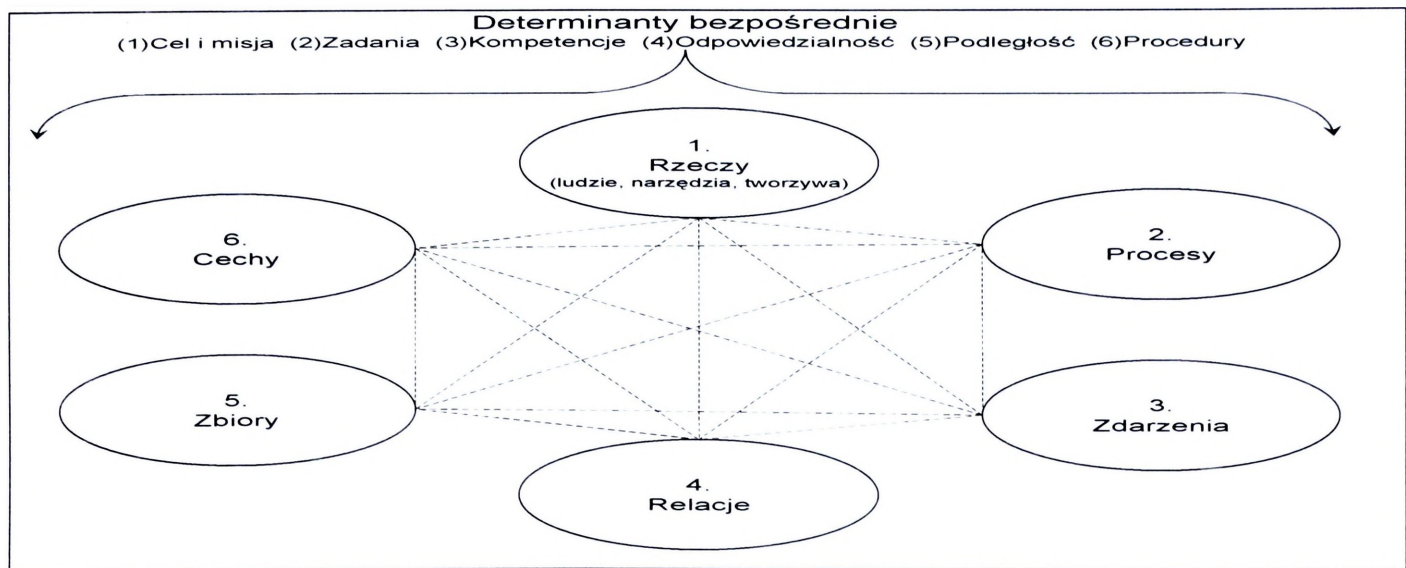 Determinanty bezpośrednie
(1)Cel i misja (2)Zadania (3)Kompetencje (4)Odpowiedzialność (5)Podległość (6)Procedury
1.
Rzeczy
(ludzie, narzędzia, tworzywa)
2.
Procesy
3.
Zdarzenia
4.
Relacje
5.
Zbiory
6.
Cechy